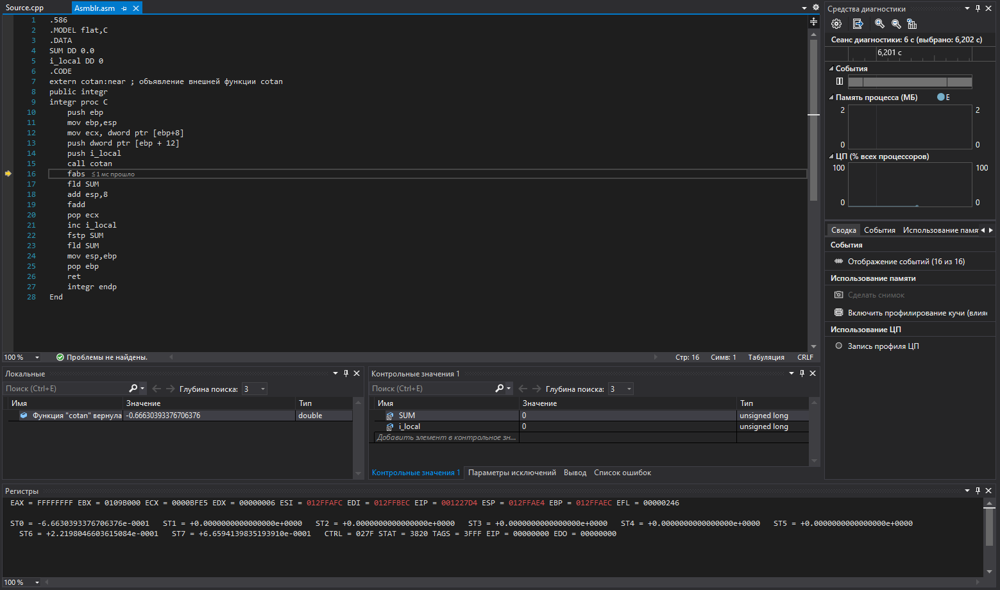 Source.cpp
Asmblr.asm
1 .586
2 .MODEL flat,C
3 .DATA
4 SUM DD 0.0
5 i_local DD 0
6 .CODE
7 extern cotan:near ; объявление внешней функции cotan
8 public integr
9 integr proc C
10 push ebp
11 mov ebp,esp
12 mov ecx, dword ptr [ebp+8]
13 push dword ptr [ebp + 12]
14 push i_local
15 call cotan
16 fabs ≤1 мс прошло
17 fld SUM
18 add esp,8
19 fadd
20 pop ecx
21 inc i_local
22 fstp SUM
23 fld SUM
24 mov esp,ebp
25 pop ebp
26 ret
27 integr endp
28 End
100 % Проблемы не найдены. Стр: 16 Симв: 1 Табуляция CRLF
Локальные
Поиск (Ctrl+E) Глубина поиска: 3
Имя Значение Тип
Функция "cotan" вернула -0.66630393376706376 double
Контрольные значения 1
Поиск (Ctrl+E) Глубина поиска: 3
Имя Значение Тип
SUM 0 unsigned long
i_local 0 unsigned long
Добавить элемент в контрольное зн...
Контрольные значения 1 Параметры исключений Вывод Список ошибок
Средства диагностики
Сеанс диагностики: 6 с (выбрано: 6,202 с)
6,201 с
События
Память процесса (МБ) Е
2 2
0 0
ЦП (% всех процессоров)
100 100
0 0
Сводка События Использование памят
События
Отображение событий (16 из 16)
Использование памяти
Сделать снимок
Включить профилирование кучи (влияе
Использование ЦП
Запись профиля ЦП
Регистры
EAX = FFFFFFFF EBX = 0109B000 ECX = 0000BFE5 EDX = 00000006 ESI = 012FFAFC EDI = 012FFBEC EIP = 001227D4 ESP = 012FFAE4 EBP = 012FFAEC EFL = 00000246
ST0 = -6.6630393376706376e-0001 ST1 = +0.0000000000000000e+0000 ST2 = +0.0000000000000000e+0000 ST3 = +0.0000000000000000e+0000 ST4 = +0.0000000000000000e+0000 ST5 = +0.0000000000000000e+0000
ST6 = +2.2198046603615084e-0001 ST7 = +6.6594139835193910e-0001 CTRL = 027F STAT = 3820 TAGS = 3FFF EIP = 00000000 EDO = 00000000
100 %